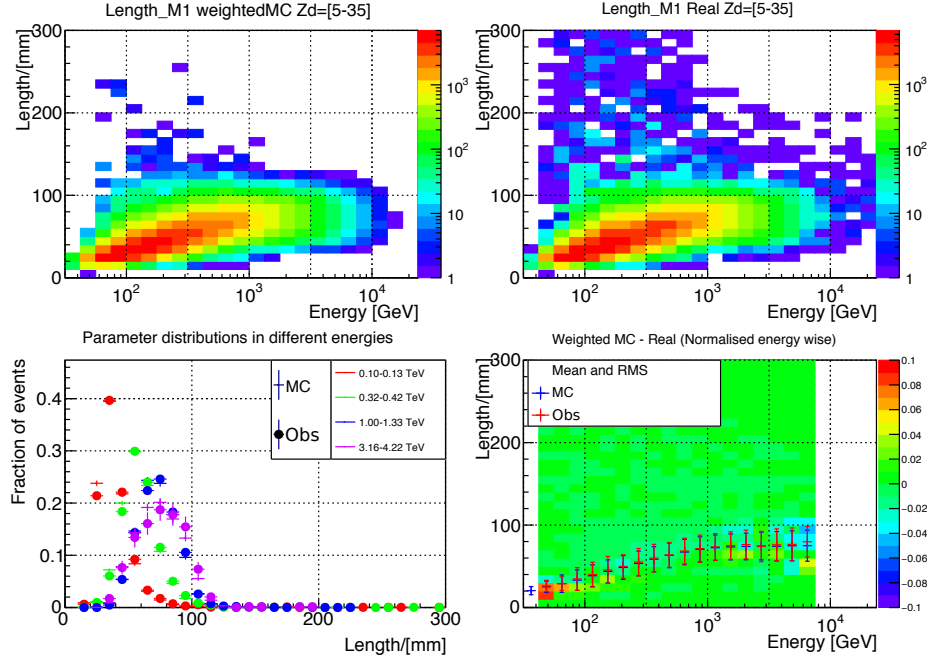 Length_M1 weightedMC Zd=[5-35]
Length/[mm]
300
200
100
0
10²
10³
10⁴
Energy [GeV]
10³
10²
10
1
Length_M1 Real Zd=[5-35]
Length/[mm]
300
200
100
0
10²
10³
10⁴
Energy [GeV]
10³
10²
10
1
Parameter distributions in different energies
Fraction of events
0.4
0.3
0.2
0.1
0
MC
Obs
0.10-0.13 TeV
0.32-0.42 TeV
1.00-1.33 TeV
3.16-4.22 TeV
0
100
200
300
Length/[mm]
Weighted MC - Real (Normalised energy wise)
Length/[mm]
300
200
100
0
Mean and RMS
MC
Obs
10²
10³
10⁴
Energy [GeV]
0.1
0.08
0.06
0.04
0.02
0
-0.02
-0.04
-0.06
-0.08
-0.1